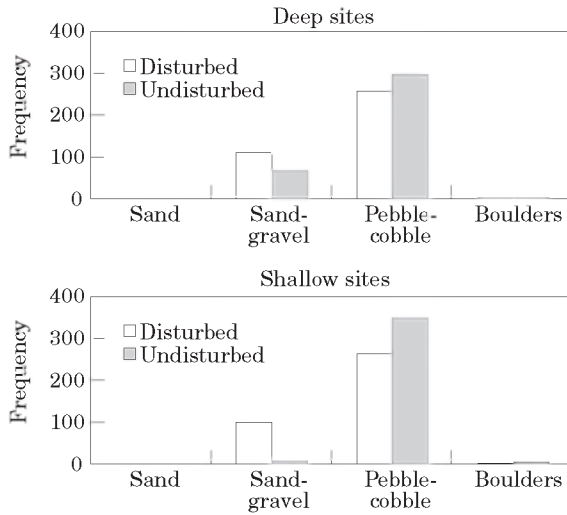 Deep sites
400
300
200
100
0
Frequency
Disturbed
Undisturbed
Sand
Sand-
gravel
Pebble-
cobble
Boulders
Shallow sites
400
300
200
100
0
Frequency
Disturbed
Undisturbed
Sand
Sand-
gravel
Pebble-
cobble
Boulders